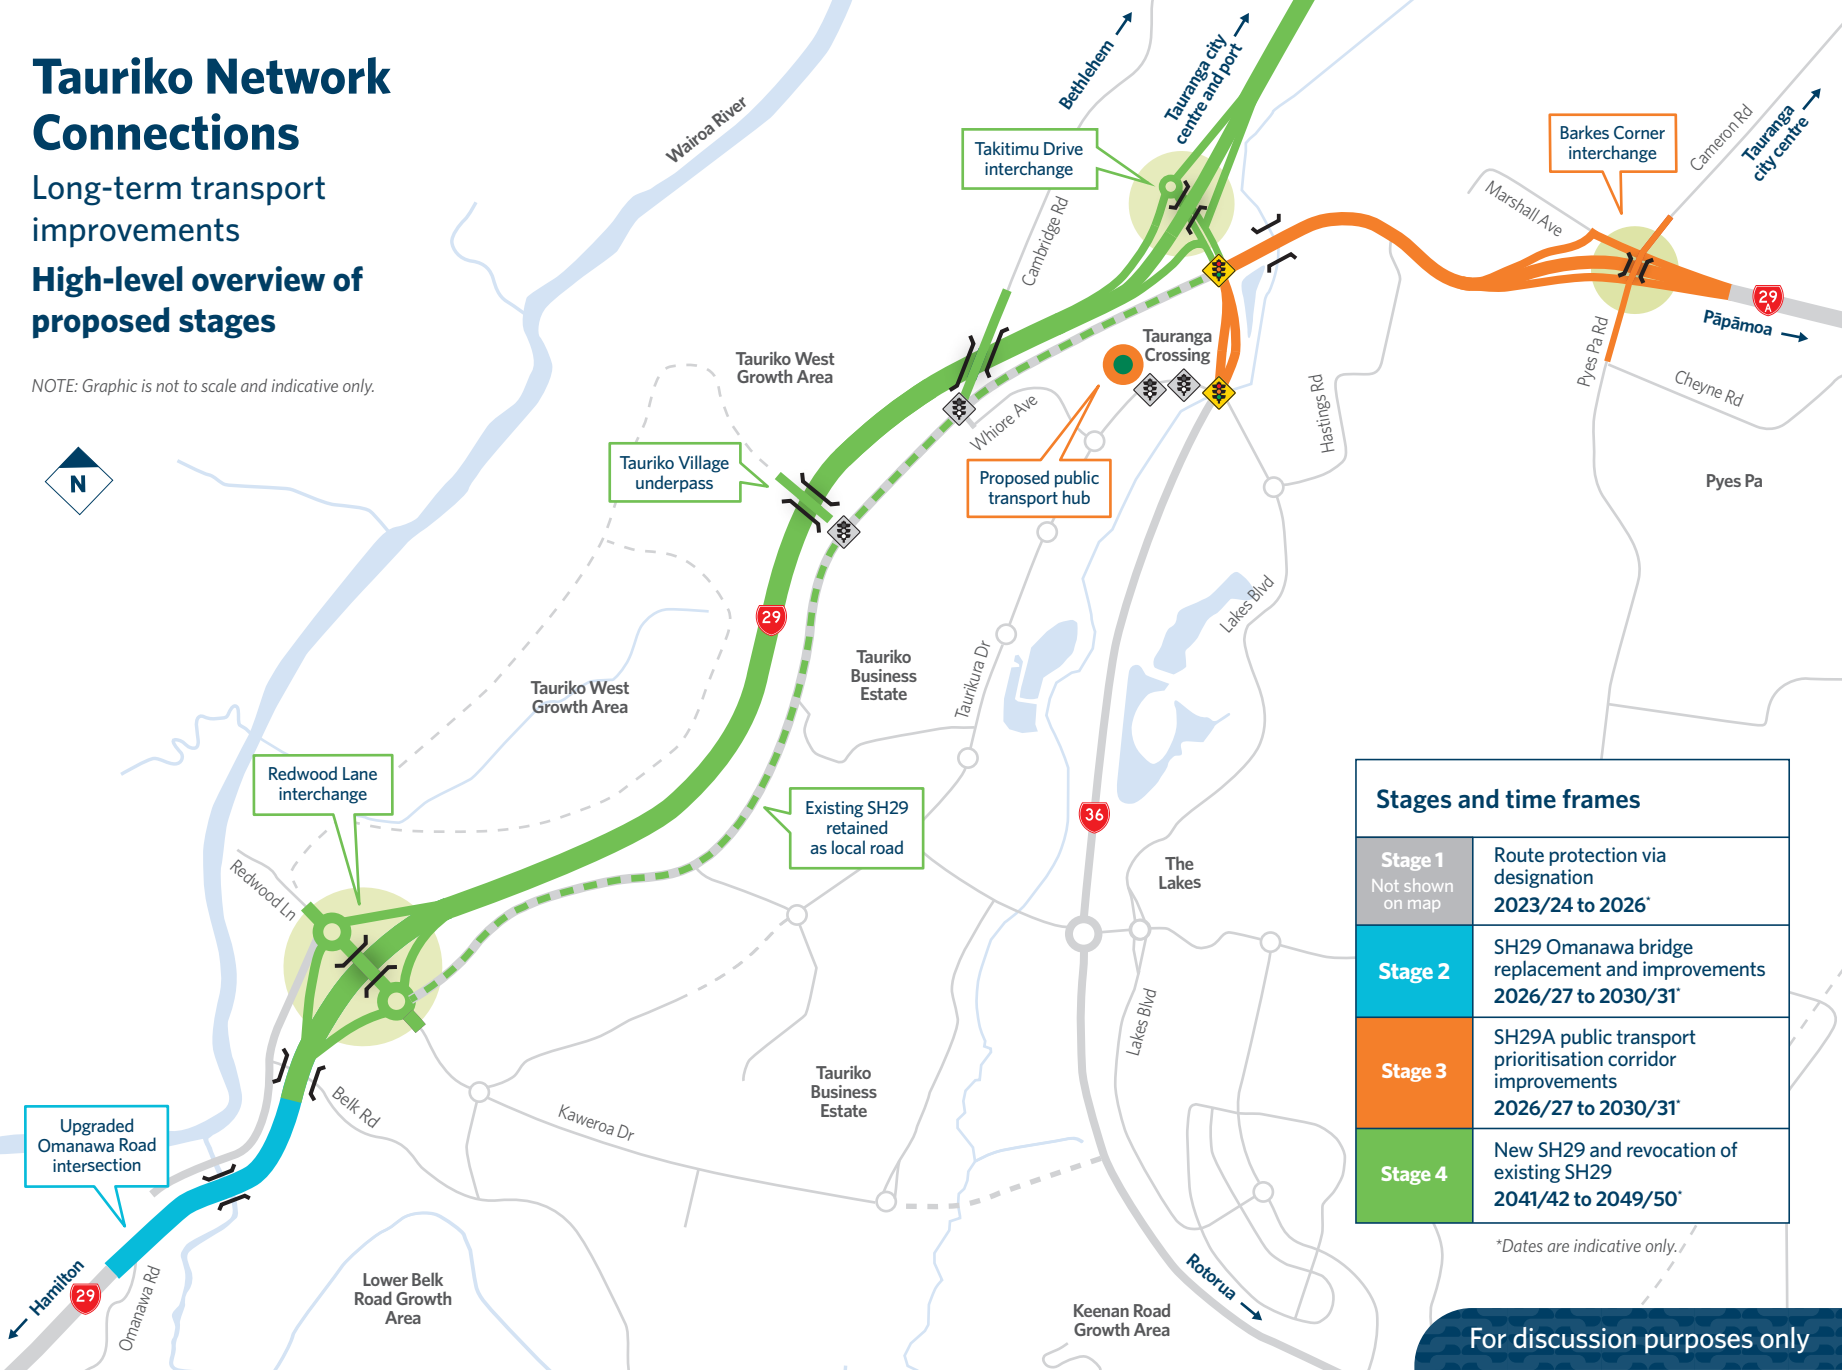 Tauriko Network
Connections
Long-term transport
improvements
High-level overview of
proposed stages
NOTE: Graphic is not to scale and indicative only.
N
Wairoa River
Bethlehem
Tauranga city
centre and port
Takitimu Drive
interchange
Cambridge Rd
Barkes Corner
interchange
Cameron Rd
Tauranga
city centre
Marshall Ave
29
A
Pāpāmoa
Pyes Pa Rd
Cheyne Rd
Pyes Pa
Tauriko West
Growth Area
Tauranga
Crossing
Whiore Ave
Hastings Rd
Tauriko Village
underpass
Proposed public
transport hub
29
Lakes Blvd
Tauriko
Business
Estate
Taurikura Dr
Tauriko West
Growth Area
Redwood Lane
interchange
Existing SH29
retained
as local road
36
The
Lakes
Redwood Ln
Lakes Blvd
Belk Rd
Kaweroa Dr
Tauriko
Business
Estate
Upgraded
Omanawa Road
intersection
Hamilton
29
Omanawa Rd
Lower Belk
Road Growth
Area
Rotorua
Keenan Road
Growth Area
Stages and time frames
Stage 1
Not shown
on map
Route protection via
designation
2023/24 to 2026*
Stage 2
SH29 Omanawa bridge
replacement and improvements
2026/27 to 2030/31*
Stage 3
SH29A public transport
prioritisation corridor
improvements
2026/27 to 2030/31*
Stage 4
New SH29 and revocation of
existing SH29
2041/42 to 2049/50*
*Dates are indicative only.
For discussion purposes only